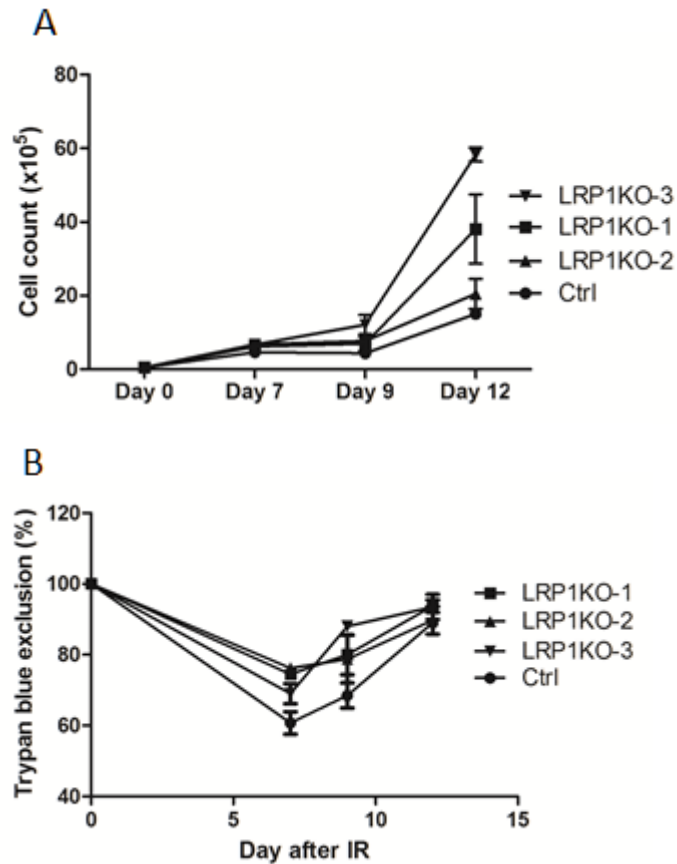 A
Cell count (x10⁵)
80
60
40
20
0
Day 0 Day 7 Day 9 Day 12
LRP1KO-3
LRP1KO-1
LRP1KO-2
Ctrl
B
Trypan blue exclusion (%)
120
100
80
60
40
0 5 10 15
Day after IR
LRP1KO-1
LRP1KO-2
LRP1KO-3
Ctrl